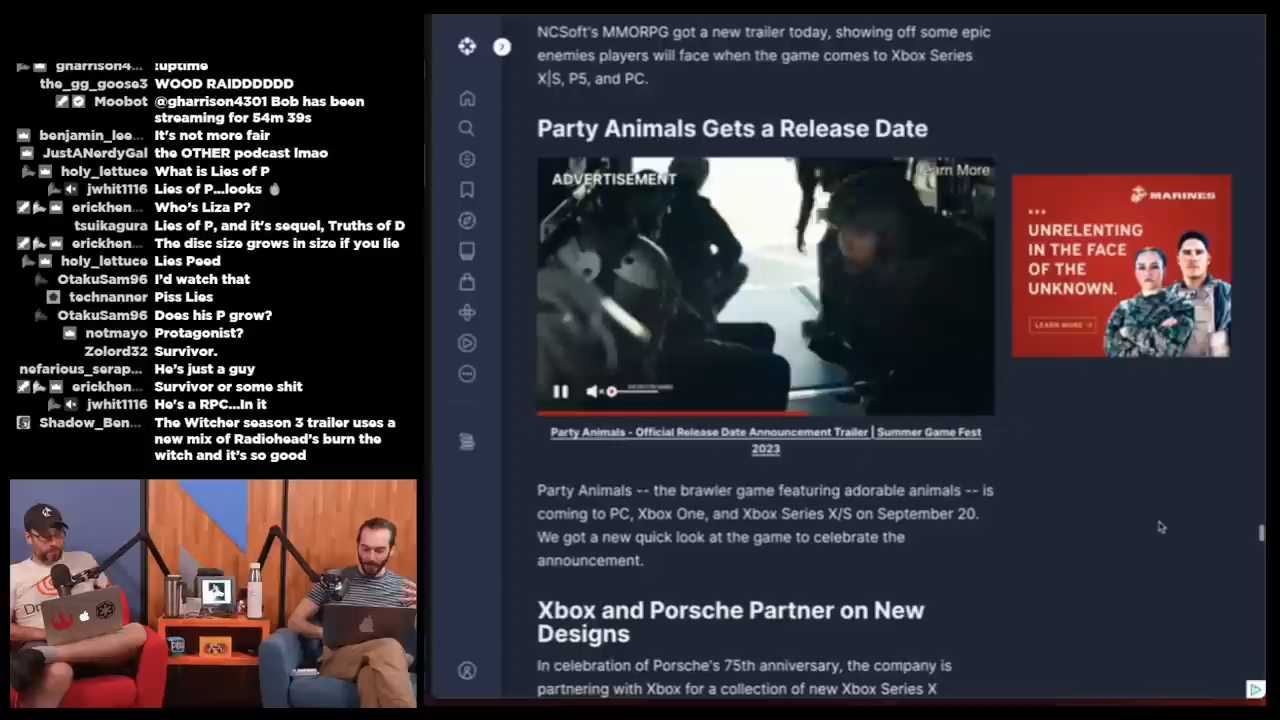 gharrison4... !uptime
the_gg_goose3 WOOD RAIDDDDDD
Moobot @gharrison4301 Bob has been
streaming for 54m 39s
benjamin_lee... It's not more fair
JustANerdyGal the OTHER podcast lmao
holy_lettuce What is Lies of P
jwhit1116 Lies of P...looks
erickhen... Who's Liza P?
tsuikagura Lies of P, and it's sequel, Truths of D
erickhen... The disc size grows in size if you lie
holy_lettuce Lies Peed
OtakuSam96 I'd watch that
technanner Piss Lies
OtakuSam96 Does his P grow?
notmayo Protagonist?
Zolord32 Survivor.
nefarious_serap... He's just a guy
erickhen... Survivor or some shit
jwhit1116 He's a RPC...In it
Shadow_Ben... The Witcher season 3 trailer uses a
new mix of Radiohead's burn the
witch and it's so good
NCSoft's MMORPG got a new trailer today, showing off some epic
enemies players will face when the game comes to Xbox Series
X|S, P5, and PC.
Party Animals Gets a Release Date
ADVERTISEMENT
Learn More
Party Animals - Official Release Date Announcement Trailer | Summer Game Fest
2023
Party Animals -- the brawler game featuring adorable animals -- is
coming to PC, Xbox One, and Xbox Series X/S on September 20.
We got a new quick look at the game to celebrate the
announcement.
Xbox and Porsche Partner on New
Designs
In celebration of Porsche's 75th anniversary, the company is
partnering with Xbox for a collection of new Xbox Series X
MARINES
UNRELENTING
IN THE FACE
OF THE
UNKNOWN.
LEARN MORE